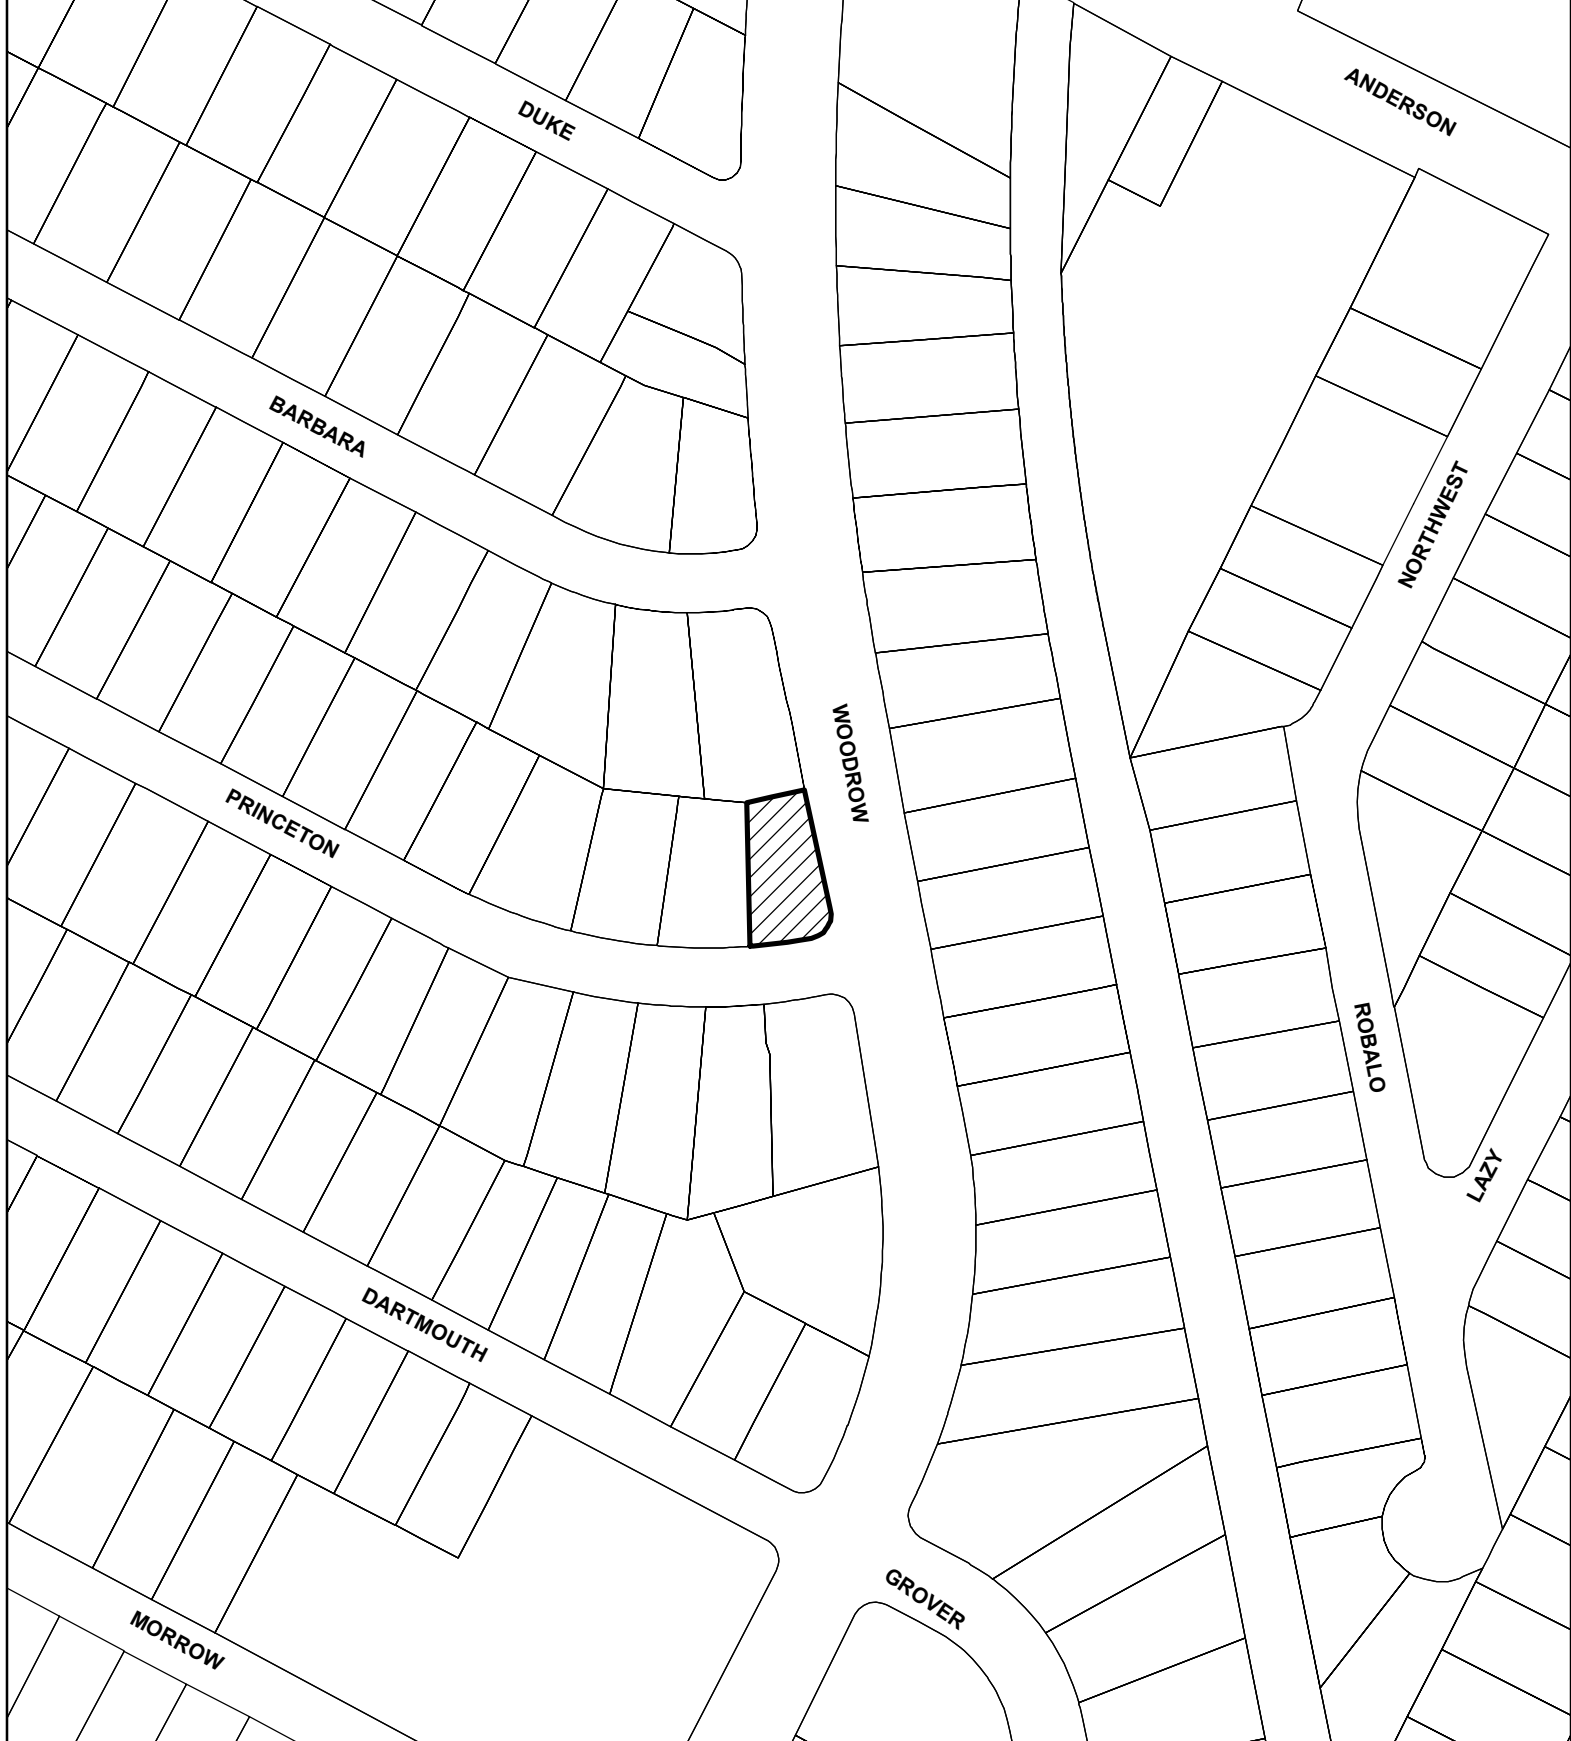 ANDERSON
DUKE
BARBARA
NORTHWEST
WOODROW
PRINCETON
ROBALO
LAZY
DARTMOUTH
GROVER
MORROW